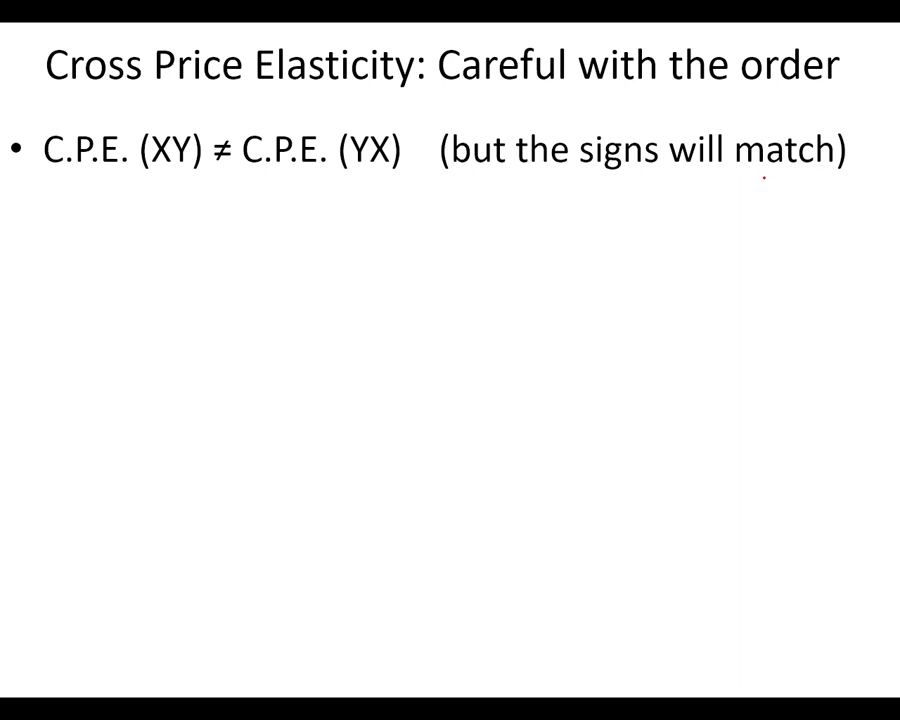 Cross Price Elasticity: Careful with the order
• C.P.E. (XY) ≠ C.P.E. (YX) (but the signs will match)